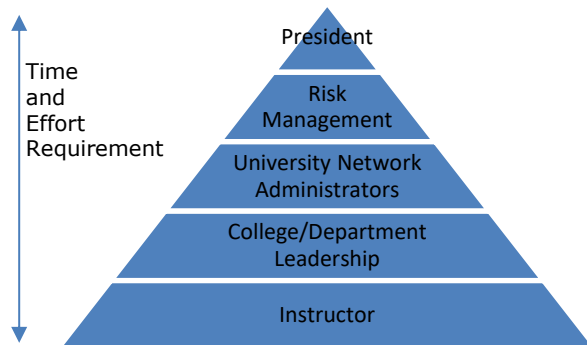 President
Time
and
Effort
Requirement
Risk
Management
University Network
Administrators
College/Department
Leadership
Instructor